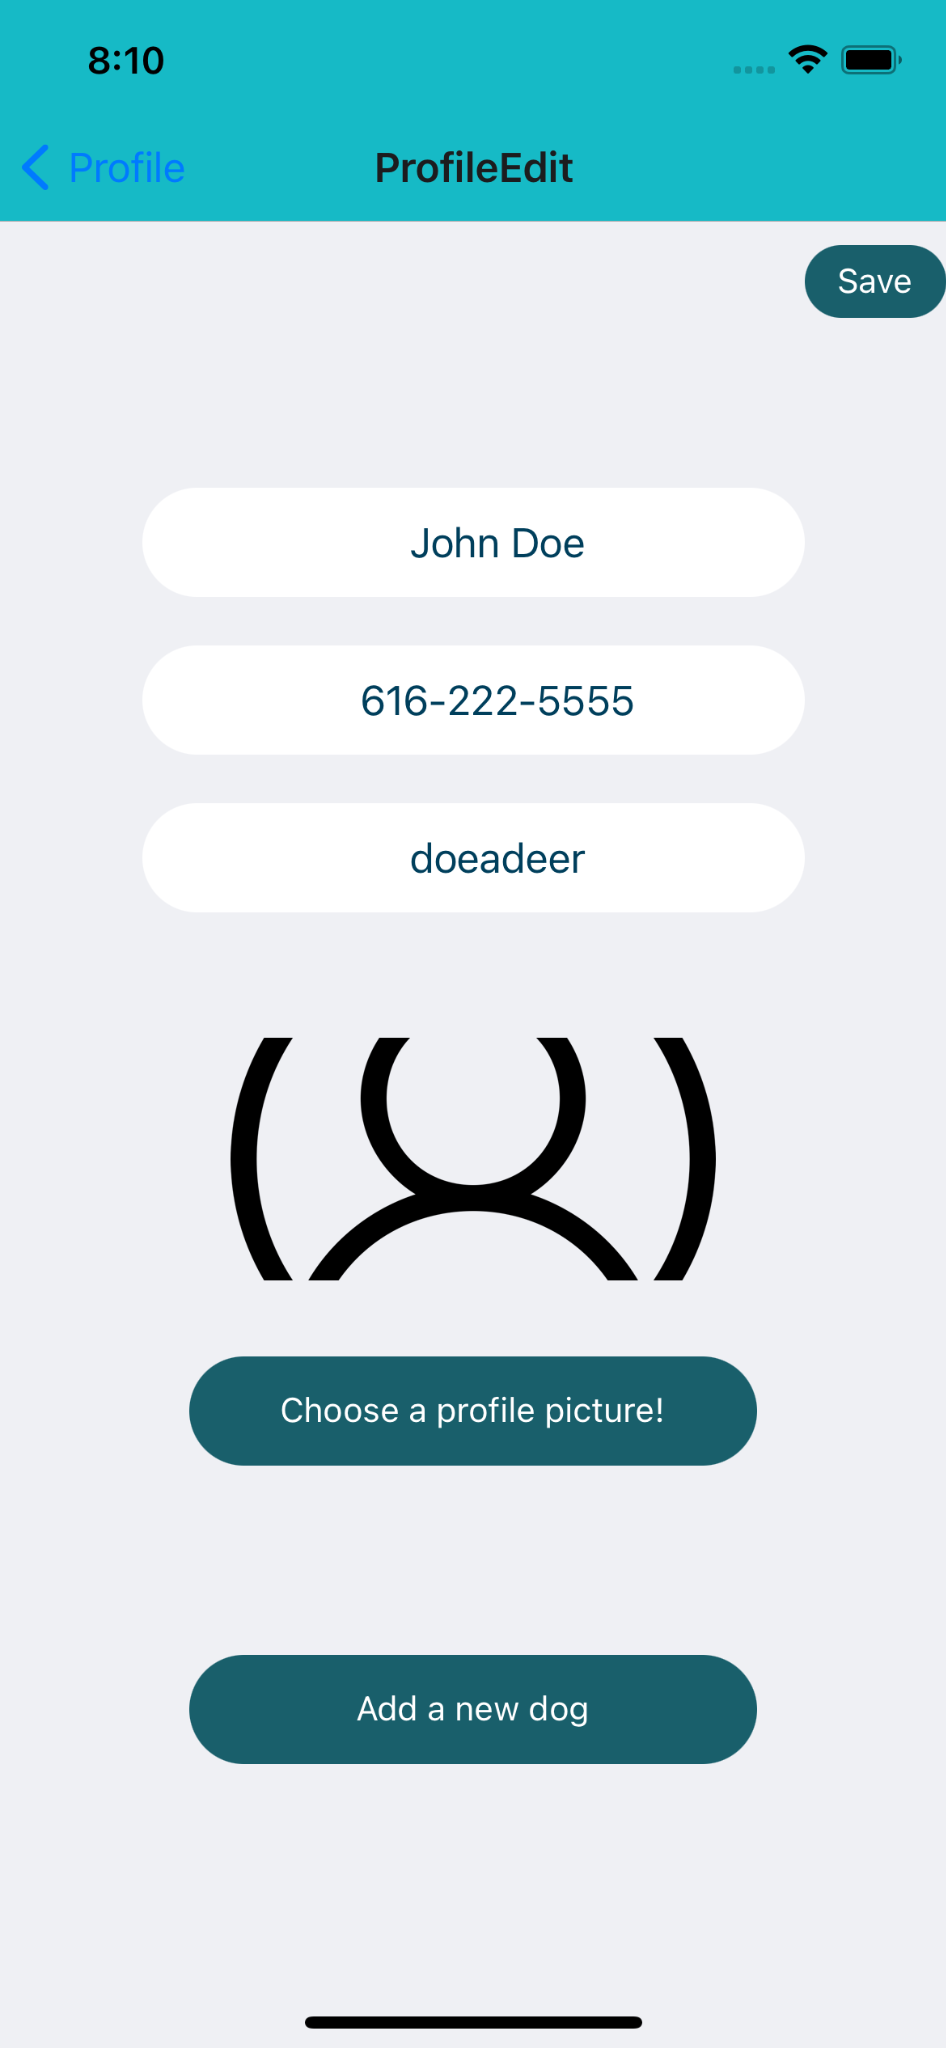 8:10
Profile
ProfileEdit
Save
John Doe
616-222-5555
doeadeer
Choose a profile picture!
Add a new dog